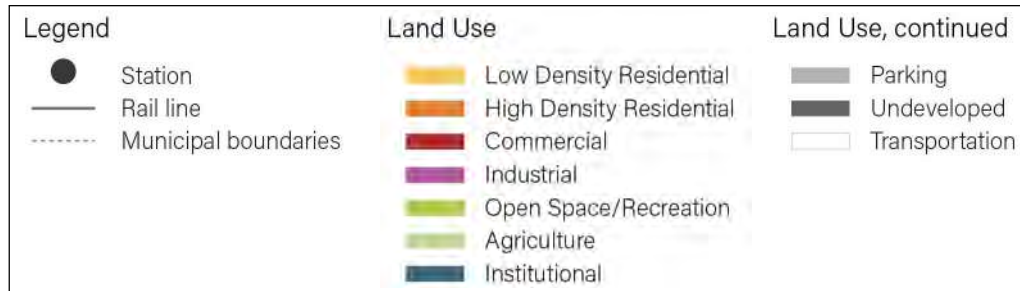 Legend
Station
Rail line
Municipal boundaries
Land Use
Low Density Residential
High Density Residential
Commercial
Industrial
Open Space/Recreation
Agriculture
Institutional
Land Use, continued
Parking
Undeveloped
Transportation